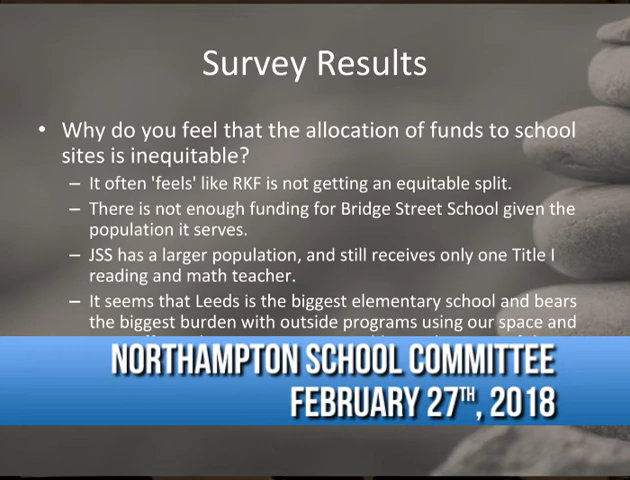 Survey Results
• Why do you feel that the allocation of funds to school
sites is inequitable?
– It often 'feels' like RKF is not getting an equitable split.
– There is not enough funding for Bridge Street School given the
population it serves.
– JSS has a larger population, and still receives only one Title I
reading and math teacher.
– It seems that Leeds is the biggest elementary school and bears
the biggest burden with outside programs using our space and
NORTHAMPTON SCHOOL COMMITTEE
FEBRUARY 27TH, 2018